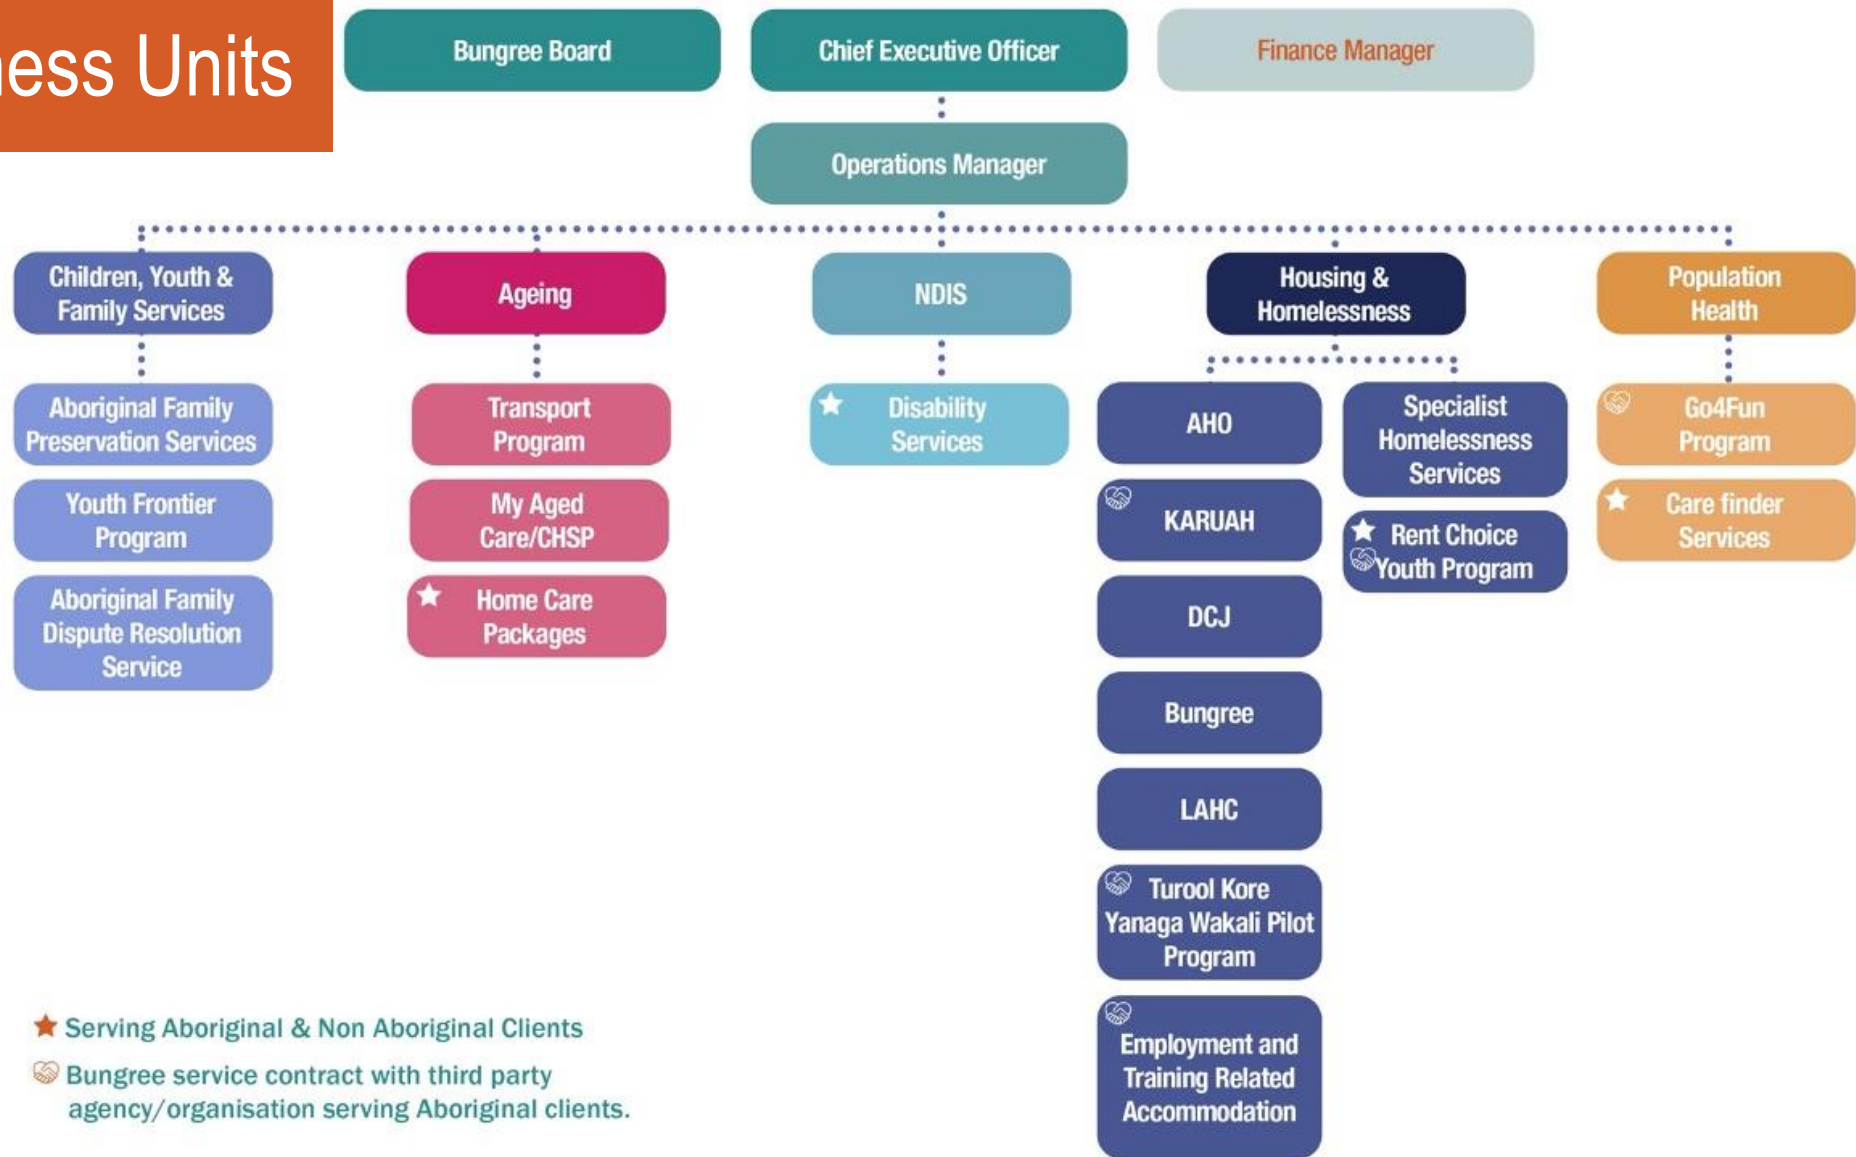 ness Units
Bungree Board
Chief Executive Officer
Finance Manager
Operations Manager
Children, Youth &
Family Services
Aboriginal Family
Preservation Services
Youth Frontier
Program
Aboriginal Family
Dispute Resolution
Service
Ageing
Transport
Program
My Aged
Care/CHSP
Home Care
Packages
NDIS
Disability
Services
Housing &
Homelessness
AHO
KARUAH
DCJ
Bungree
LAHC
Turool Kore
Yanaga Wakali Pilot
Program
Employment and
Training Related
Accommodation
Specialist
Homelessness
Services
Rent Choice
Youth Program
Population
Health
Go4Fun
Program
Care finder
Services
Serving Aboriginal & Non Aboriginal Clients
Bungree service contract with third party
agency/organisation serving Aboriginal clients.